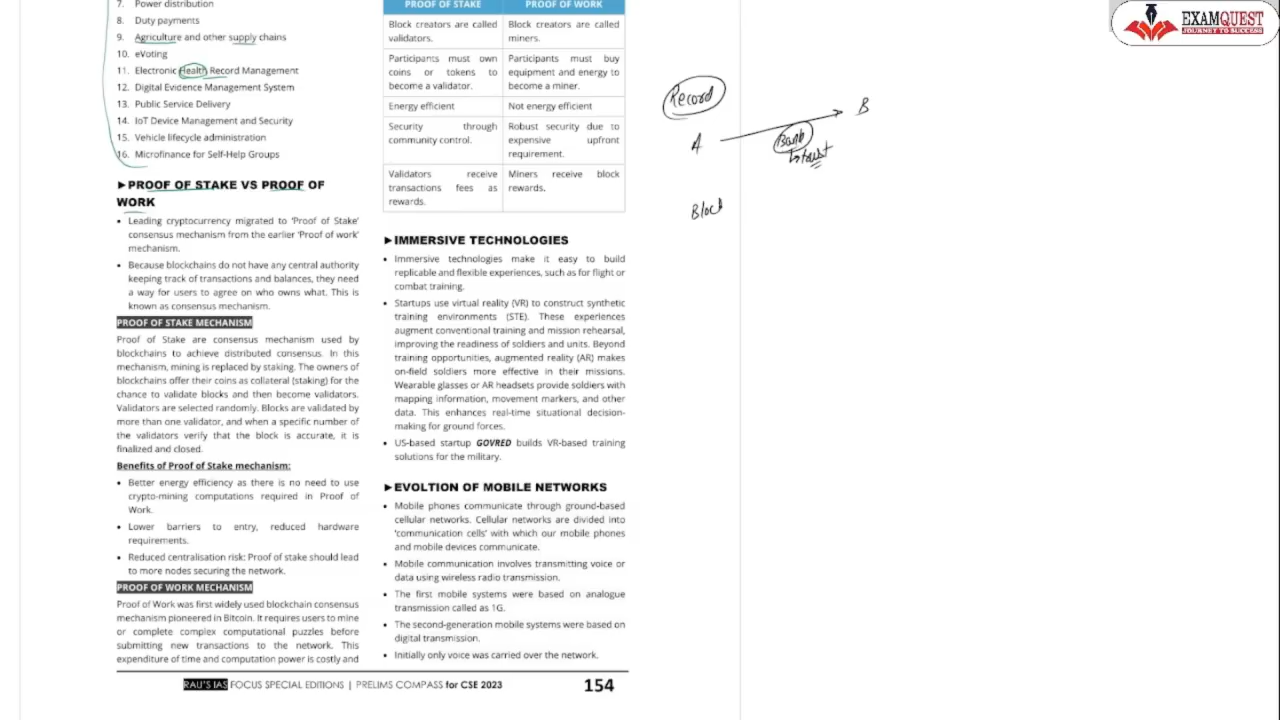 7. Power distribution
8. Duty payments
9. Agriculture and other supply chains
10. eVoting
11. Electronic Health Record Management
12. Digital Evidence Management System
13. Public Service Delivery
14. IoT Device Management and Security
15. Vehicle lifecycle administration
16. Microfinance for Self-Help Groups
►PROOF OF STAKE VS PROOF OF
WORK
• Leading cryptocurrency migrated to 'Proof of Stake'
consensus mechanism from the earlier 'Proof of work'
mechanism.
• Because blockchains do not have any central authority
keeping track of transactions and balances, they need
a way for users to agree on who owns what. This is
known as consensus mechanism.
PROOF OF STAKE MECHANISM
Proof of Stake are consensus mechanism used by
blockchains to achieve distributed consensus. In this
mechanism, mining is replaced by staking. The owners of
blockchains offer their coins as collateral (staking) for the
chance to validate blocks and then become validators.
Validators are selected randomly. Blocks are validated by
more than one validator, and when a specific number of
the validators verify that the block is accurate, it is
finalized and closed.
Benefits of Proof of Stake mechanism:
• Better energy efficiency as there is no need to use
crypto-mining computations required in Proof of
Work.
• Lower barriers to entry, reduced hardware
requirements.
• Reduced centralisation risk: Proof of stake should lead
to more nodes securing the network.
PROOF OF WORK MECHANISM
Proof of Work was first widely used blockchain consensus
mechanism pioneered in Bitcoin. It requires users to mine
or complete complex computational puzzles before
submitting new transactions to the network. This
expenditure of time and computation power is costly and
PROOF OF STAKE PROOF OF WORK
Block creators are called Block creators are called
validators. miners.
Participants must own Participants must buy
coins or tokens to equipment and energy to
become a validator. become a miner.
Energy efficient Not energy efficient
Security through Robust security due to
community control. expensive upfront
requirement.
Validators receive Miners receive block
transactions fees as rewards.
rewards.
►IMMERSIVE TECHNOLOGIES
• Immersive technologies make it easy to build
replicable and flexible experiences, such as for flight or
combat training.
• Startups use virtual reality (VR) to construct synthetic
training environments (STE). These experiences
augment conventional training and mission rehearsal,
improving the readiness of soldiers and units. Beyond
training opportunities, augmented reality (AR) makes
on-field soldiers more effective in their missions.
Wearable glasses or AR headsets provide soldiers with
mapping information, movement markers, and other
data. This enhances real-time situational decision-
making for ground forces.
• US-based startup GOVRED builds VR-based training
solutions for the military.
►EVOLTION OF MOBILE NETWORKS
• Mobile phones communicate through ground-based
cellular networks. Cellular networks are divided into
'communication cells' with which our mobile phones
and mobile devices communicate.
• Mobile communication involves transmitting voice or
data using wireless radio transmission.
• The first mobile systems were based on analogue
transmission called as 1G.
• The second-generation mobile systems were based on
digital transmission.
• Initially only voice was carried over the network.
RAU'S IAS FOCUS SPECIAL EDITIONS | PRELIMS COMPASS for CSE 2023 154
Record
A B
Bank
trust
Block
EXAMQUEST
JOURNEY TO SUCCESS